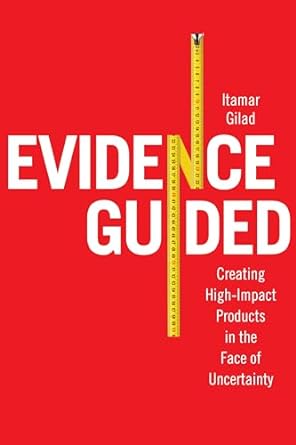 Itamar
Gilad
EVIDENCE
GUIDED
Creating
High-Impact
Products
in the
Face of
Uncertainty